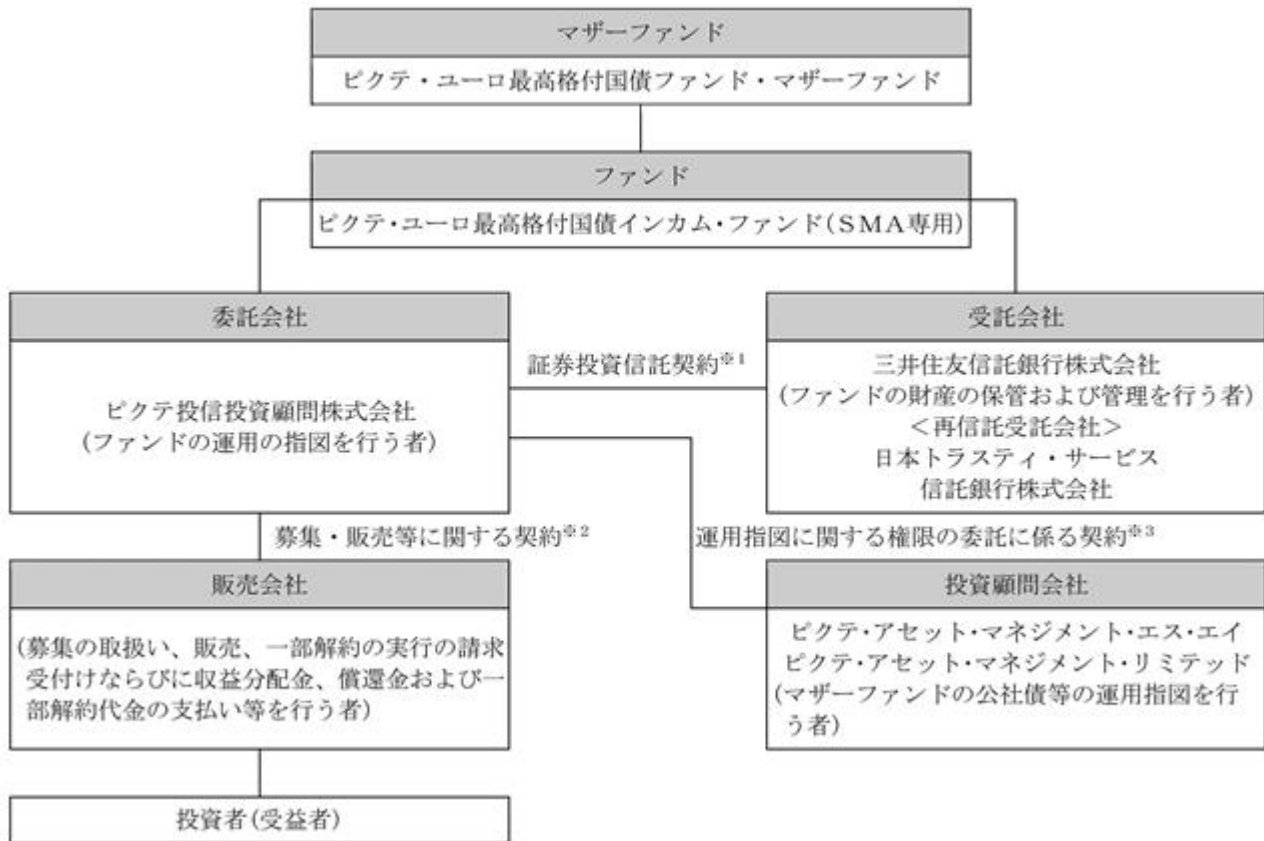 マザーファンド
ピクテ・ユーロ最高格付国債ファンド・マザーファンド
ファンド
ピクテ・ユーロ最高格付国債インカム・ファンド(SMA専用)
委託会社
ピクテ投信投資顧問株式会社
(ファンドの運用の指図を行う者)
証券投資信託契約※1
受託会社
三井住友信託銀行株式会社
(ファンドの財産の保管および管理を行う者)
<再信託受託会社>
日本トラスティ・サービス
信託銀行株式会社
募集・販売等に関する契約※2
運用指図に関する権限の委託に係る契約※3
販売会社
(募集の取扱い、販売、一部解約の実行の請求
受付けならびに収益分配金、償還金および一
部解約代金の支払い等を行う者)
投資顧問会社
ピクテ・アセット・マネジメント・エス・エイ
ピクテ・アセット・マネジメント・リミテッド
(マザーファンドの公社債等の運用指図を行
う者)
投資者(受益者)